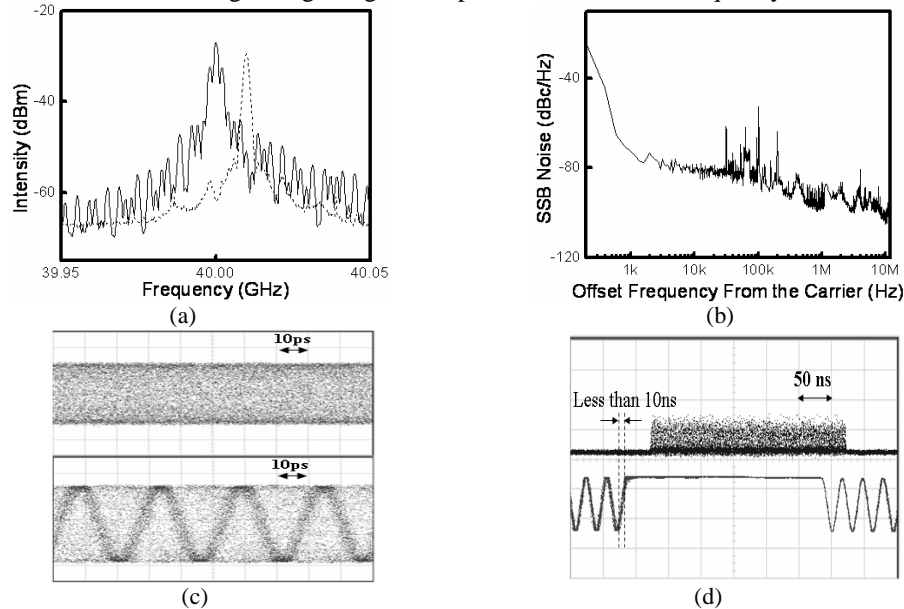 Intensity (dBm)
-20
-40
-60
39.95
40.00
40.05
Frequency (GHz)
(a)
SSB Noise (dBc/Hz)
-40
-80
-120
1k
10k
100k
1M
10M
Offset Frequency From the Carrier (Hz)
(b)
10ps
10ps
(c)
50 ns
Less than 10ns
(d)